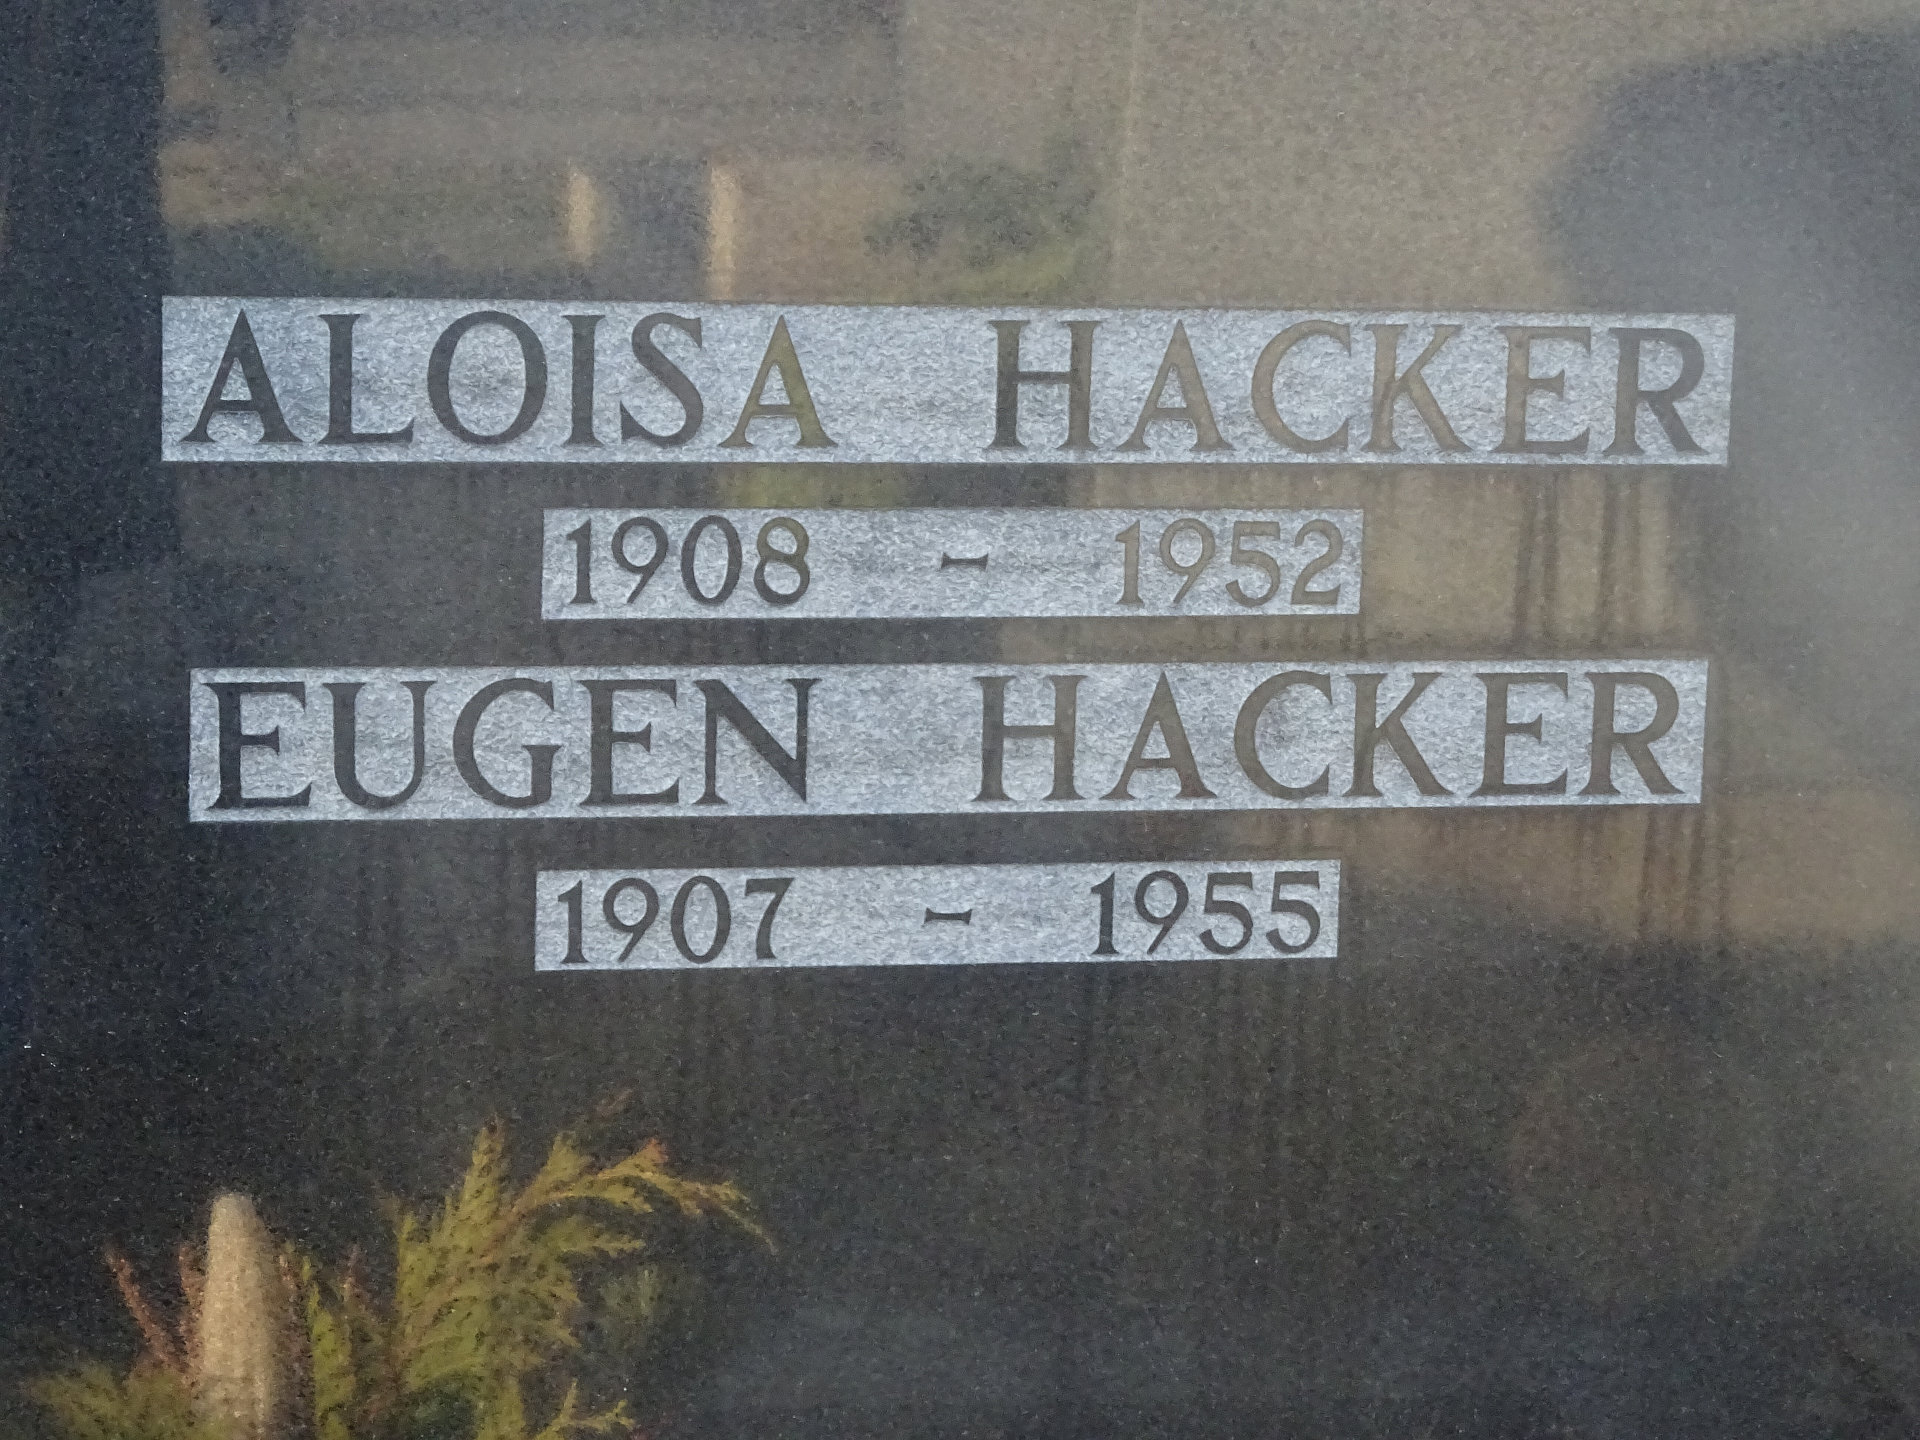 ALOISA HACKER
1908 - 1952
EUGEN HACKER
1907 - 1955